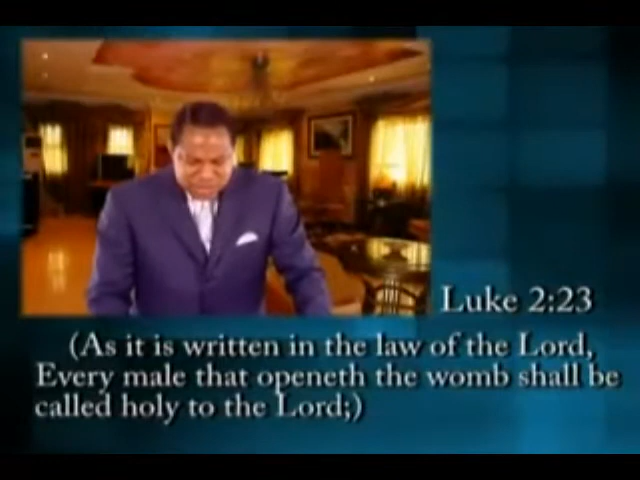 Luke 2:23
(As it is written in the law of the Lord,
Every male that openeth the womb shall be
called holy to the Lord;)